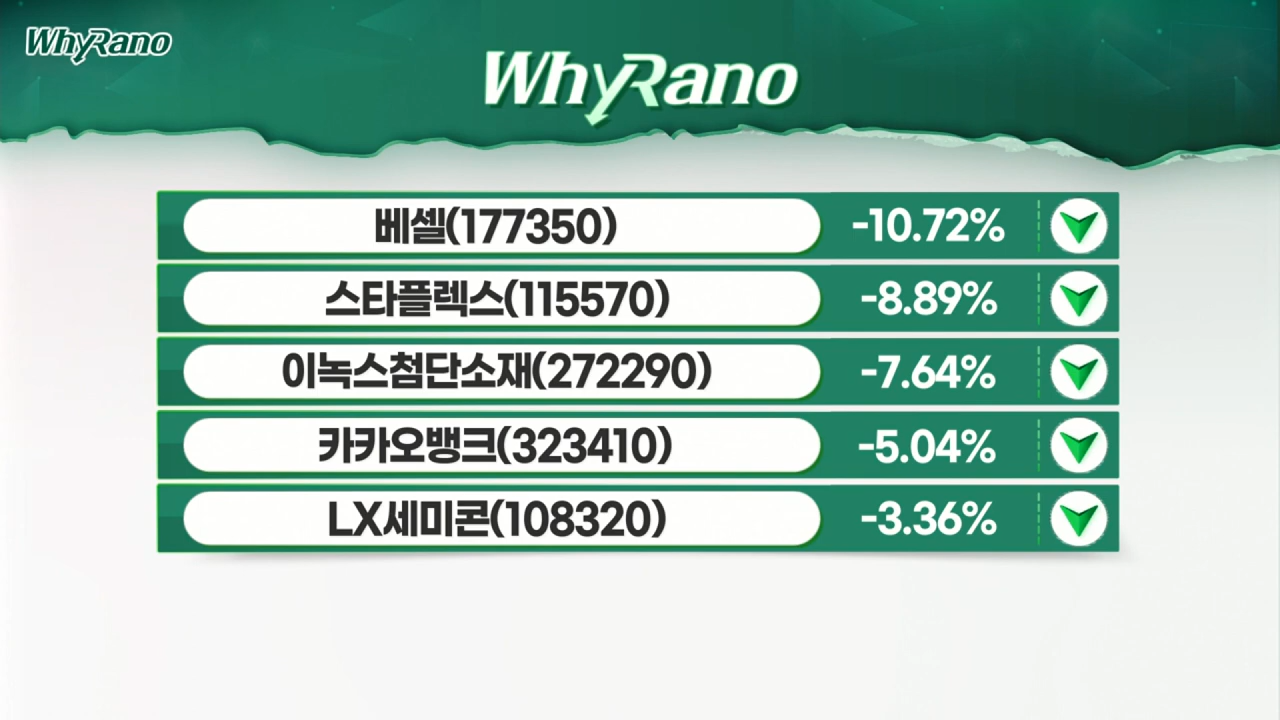 WhyRano
WhyRano
베셀(177350) -10.72%
스타플렉스(115570) -8.89%
이녹스첨단소재(272290) -7.64%
카카오뱅크(323410) -5.04%
LX세미콘(108320) -3.36%